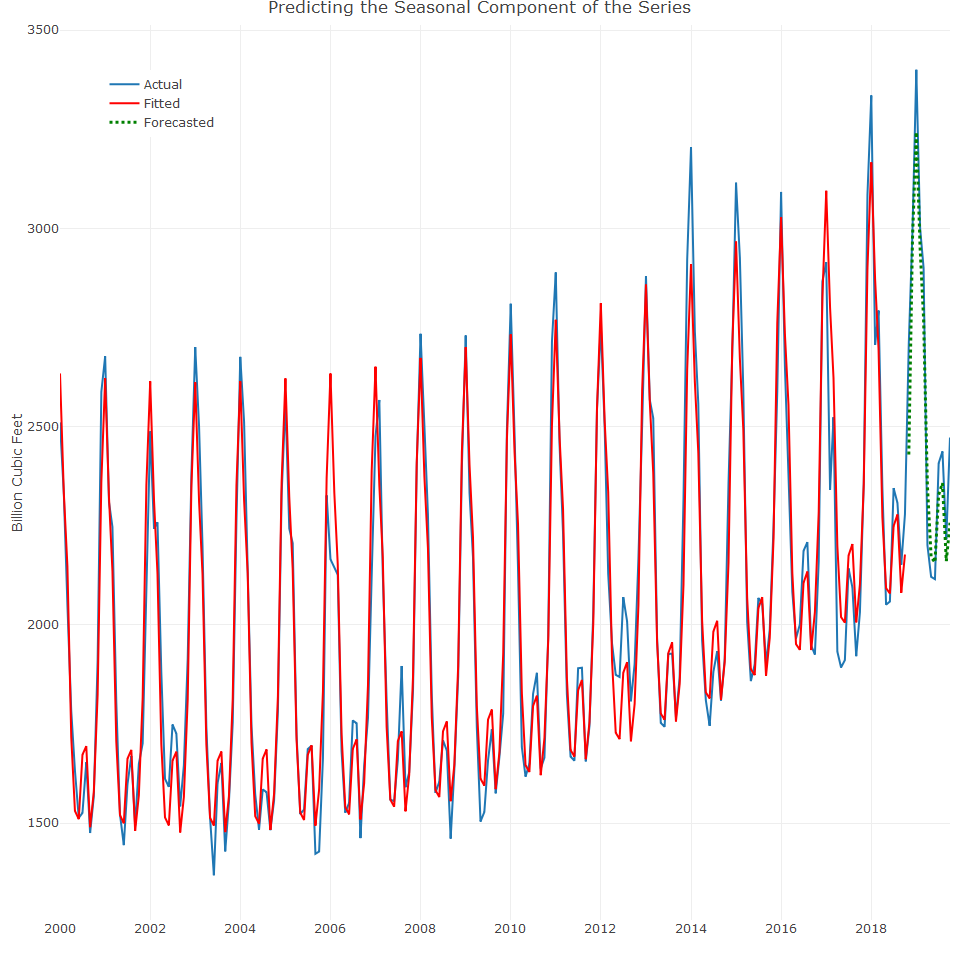 Predicting the Seasonal Component of the Series
3500
Actual
Fitted
Forecasted
3000
2500
Billion Cubic Feet
2000
1500
2000 2002 2004 2006 2008 2010 2012 2014 2016 2018